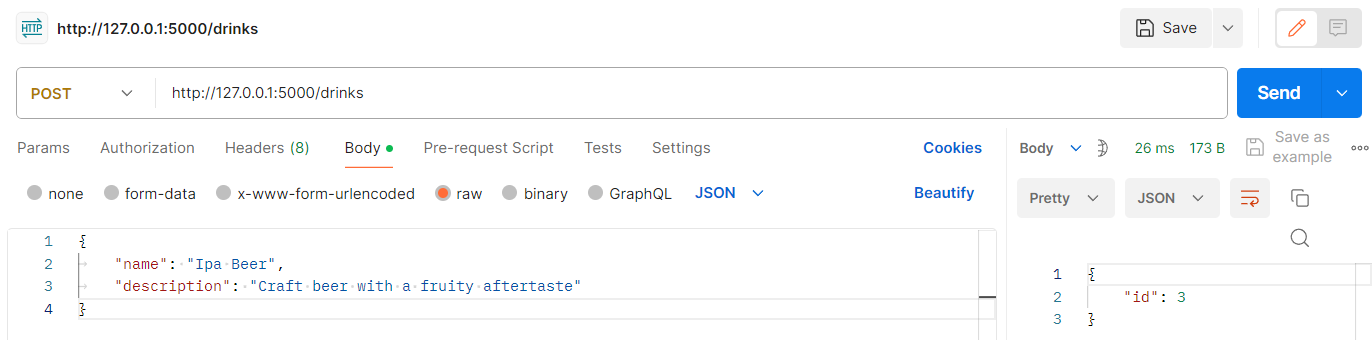 HTTP http://127.0.0.1:5000/drinks Save
POST http://127.0.0.1:5000/drinks Send
Params Authorization Headers (8) Body Pre-request Script Tests Settings Cookies
none form-data x-www-form-urlencoded raw binary GraphQL JSON Beautify
1 {
2 "name": "Ipa Beer",
3 "description": "Craft beer with a fruity aftertaste"
4 }
Body 26 ms 173 B Save as
example
Pretty JSON
1 {
2 "id": 3
3 }